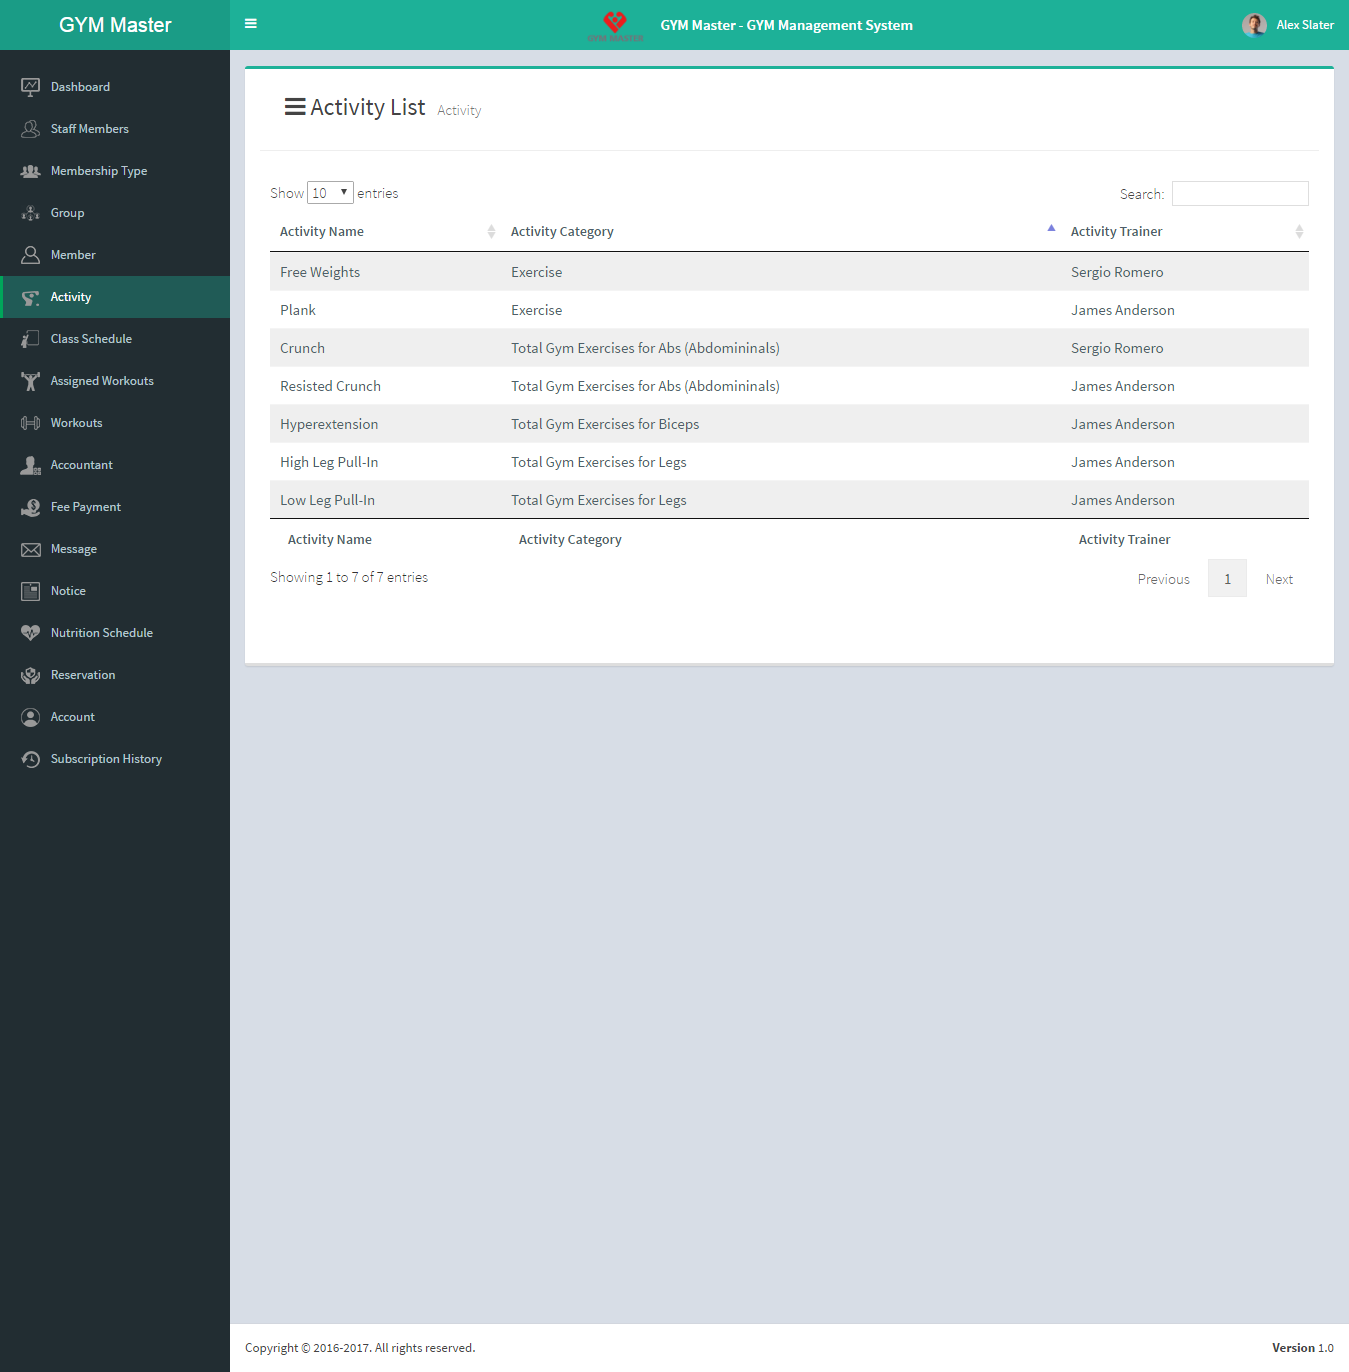 GYM Master
GYM MASTER
GYM Master - GYM Management System
Alex Slater
Dashboard
Staff Members
Membership Type
Group
Member
Activity
Class Schedule
Assigned Workouts
Workouts
Accountant
Fee Payment
Message
Notice
Nutrition Schedule
Reservation
Account
Subscription History
Activity List Activity
Show 10 entries Search:
Activity Name Activity Category Activity Trainer
Free Weights Exercise Sergio Romero
Plank Exercise James Anderson
Crunch Total Gym Exercises for Abs (Abdomininals) Sergio Romero
Resisted Crunch Total Gym Exercises for Abs (Abdomininals) James Anderson
Hyperextension Total Gym Exercises for Biceps James Anderson
High Leg Pull-In Total Gym Exercises for Legs James Anderson
Low Leg Pull-In Total Gym Exercises for Legs James Anderson
Activity Name Activity Category Activity Trainer
Showing 1 to 7 of 7 entries Previous 1 Next
Copyright © 2016-2017. All rights reserved. Version 1.0